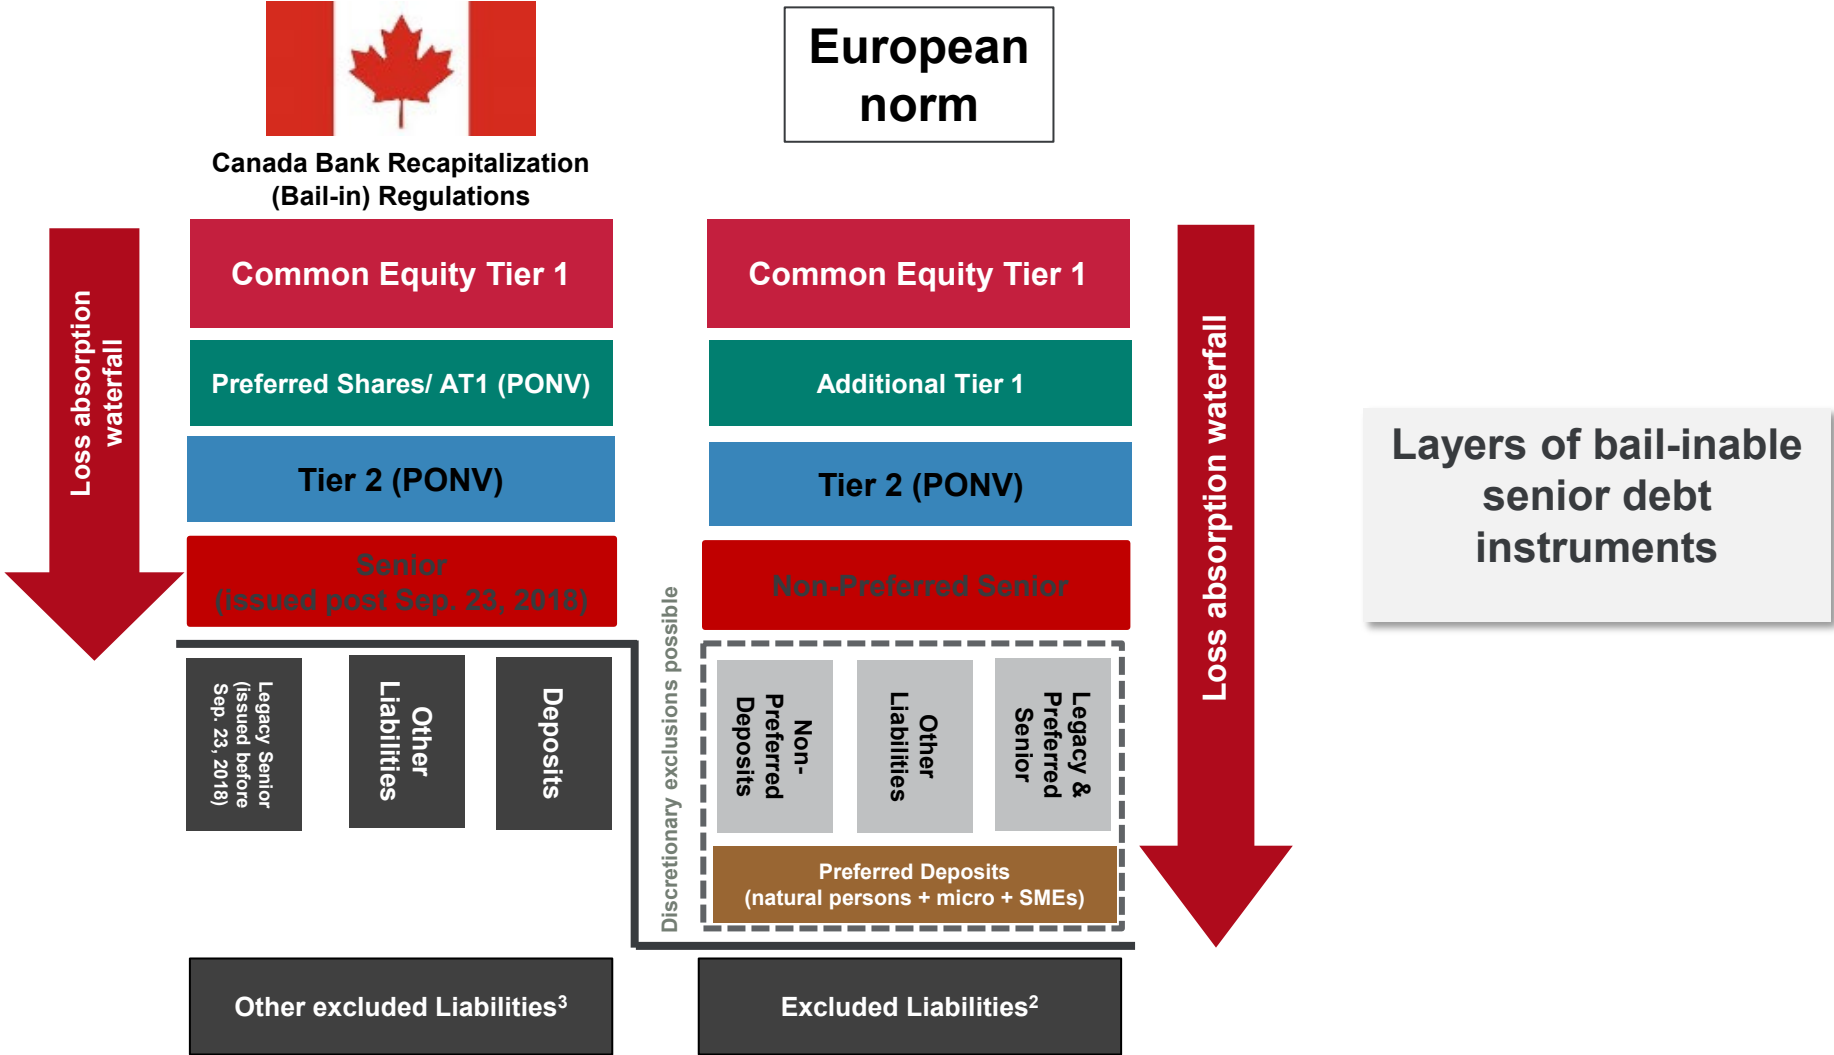 European
norm
Canada Bank Recapitalization
(Bail-in) Regulations
Loss absorption
waterfall
Common Equity Tier 1
Preferred Shares/ AT1 (PONV)
Tier 2 (PONV)
Senior
(issued post Sep. 23, 2018)
Legacy Senior
(issued before
Sep. 23, 2018)
Other
Liabilities
Deposits
Other excluded Liabilities³
Discretionary exclusions possible
Common Equity Tier 1
Additional Tier 1
Tier 2 (PONV)
Non-Preferred Senior
Non-
Preferred
Deposits
Other
Liabilities
Legacy &
Preferred
Senior
Preferred Deposits
(natural persons + micro + SMEs)
Excluded Liabilities²
Loss absorption waterfall
Layers of bail-inable
senior debt
instruments